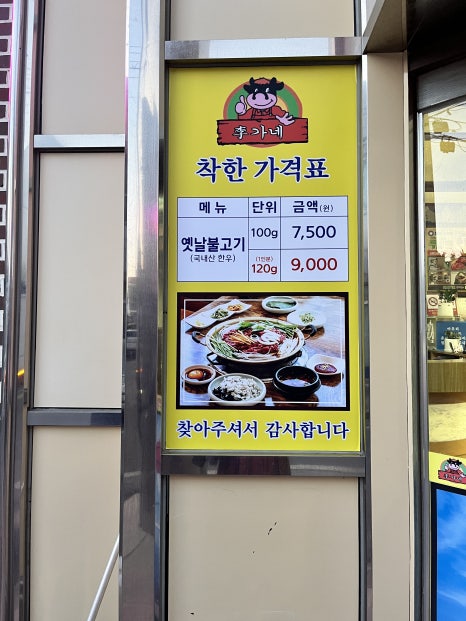 李가네
착한 가격표
메뉴 단위 금액(원)
옛날불고기
(국내산 한우)
100g 7,500
(1인분)
120g 9,000
찾아주셔서 감사합니다